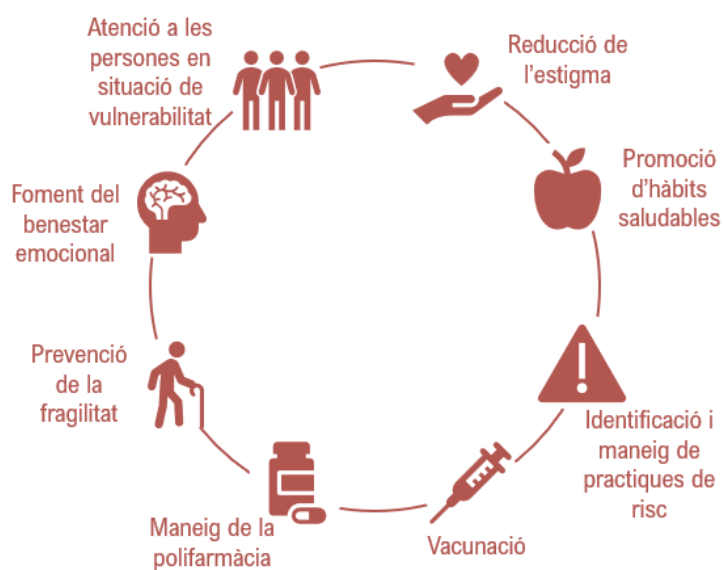 Atenció a les
persones en
situació de
vulnerabilitat
Reducció de
l'estigma
Promoció
d'hàbits
saludables
Identificació i
maneig de
practiques de
risc
Vacunació
Maneig de la
polifarmàcia
Prevenció
de la
fragilitat
Foment del
benestar
emocional